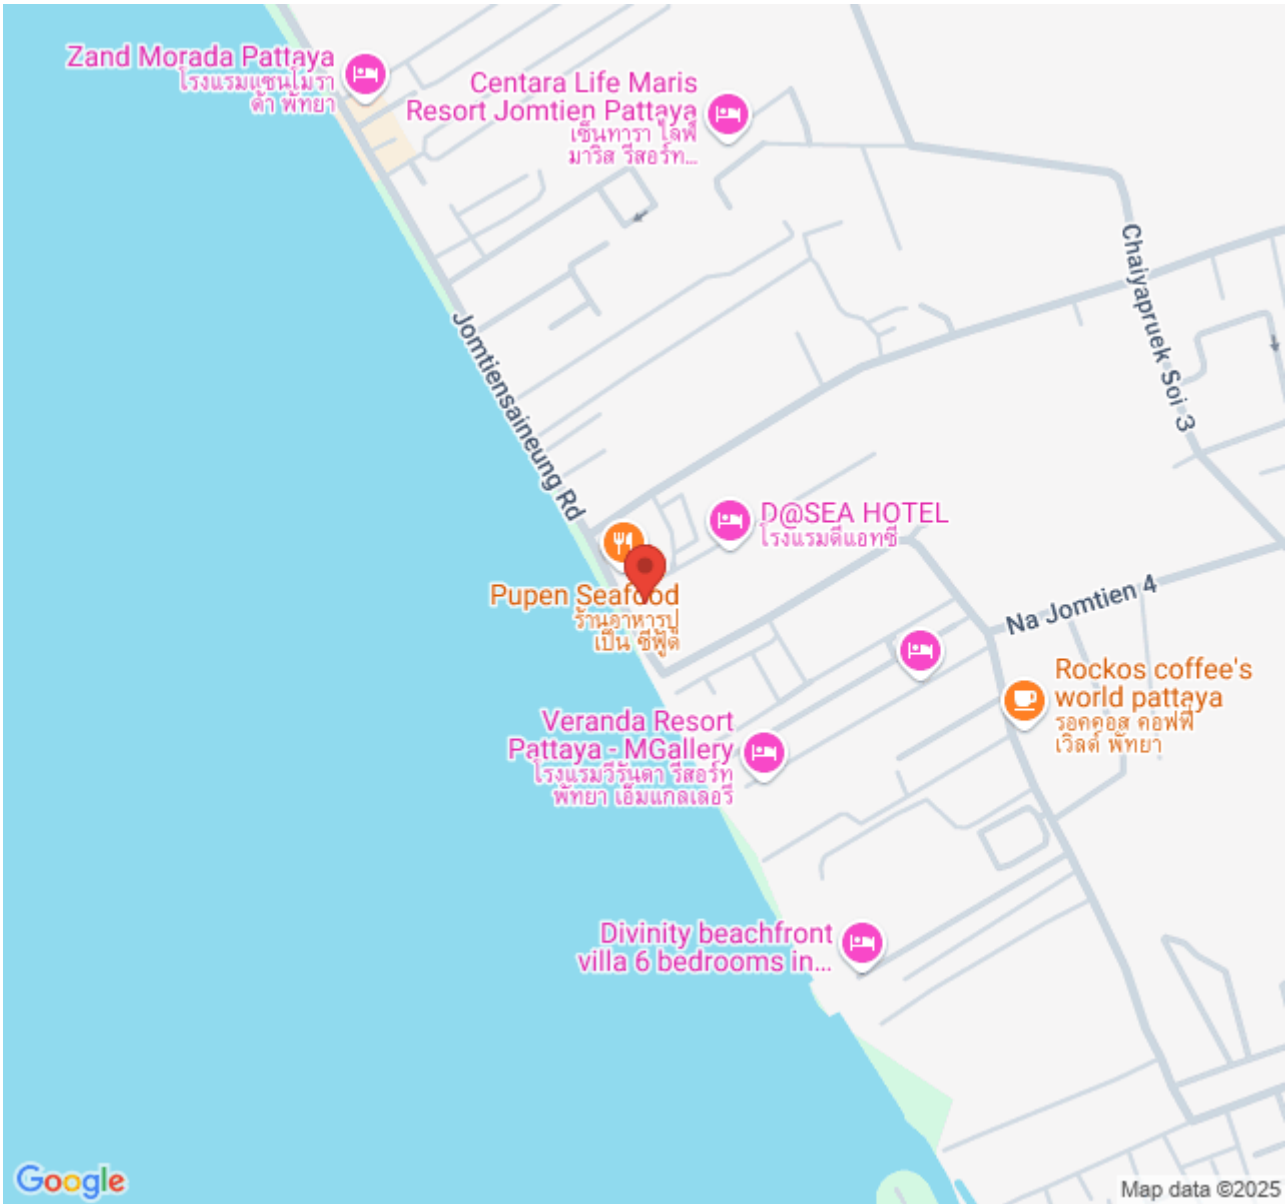 Zand Morada Pattaya
โรงแรมแซนโมรา
ด้า พัทยา
Centara Life Maris
Resort Jomtien Pattaya
เซ็นทารา ไลฟ์
มาริส รีสอร์ท...
Chaiyapruek Soi 3
Jomtiensaineung Rd
D@SEA HOTEL
โรงแรมดีแอทซี
Pupen Seafood
ร้านอาหารปู
เป็น ซีฟู้ด
Na Jomtien 4
Rockos coffee's
world pattaya
รอคคอส คอฟฟี่
เวิลด์ พัทยา
Veranda Resort
Pattaya - MGallery
โรงแรมวีรันดา รีสอร์ท
พัทยา เอ็มแกลเลอรี
Divinity beachfront
villa 6 bedrooms in...
Google
Map data ©2025